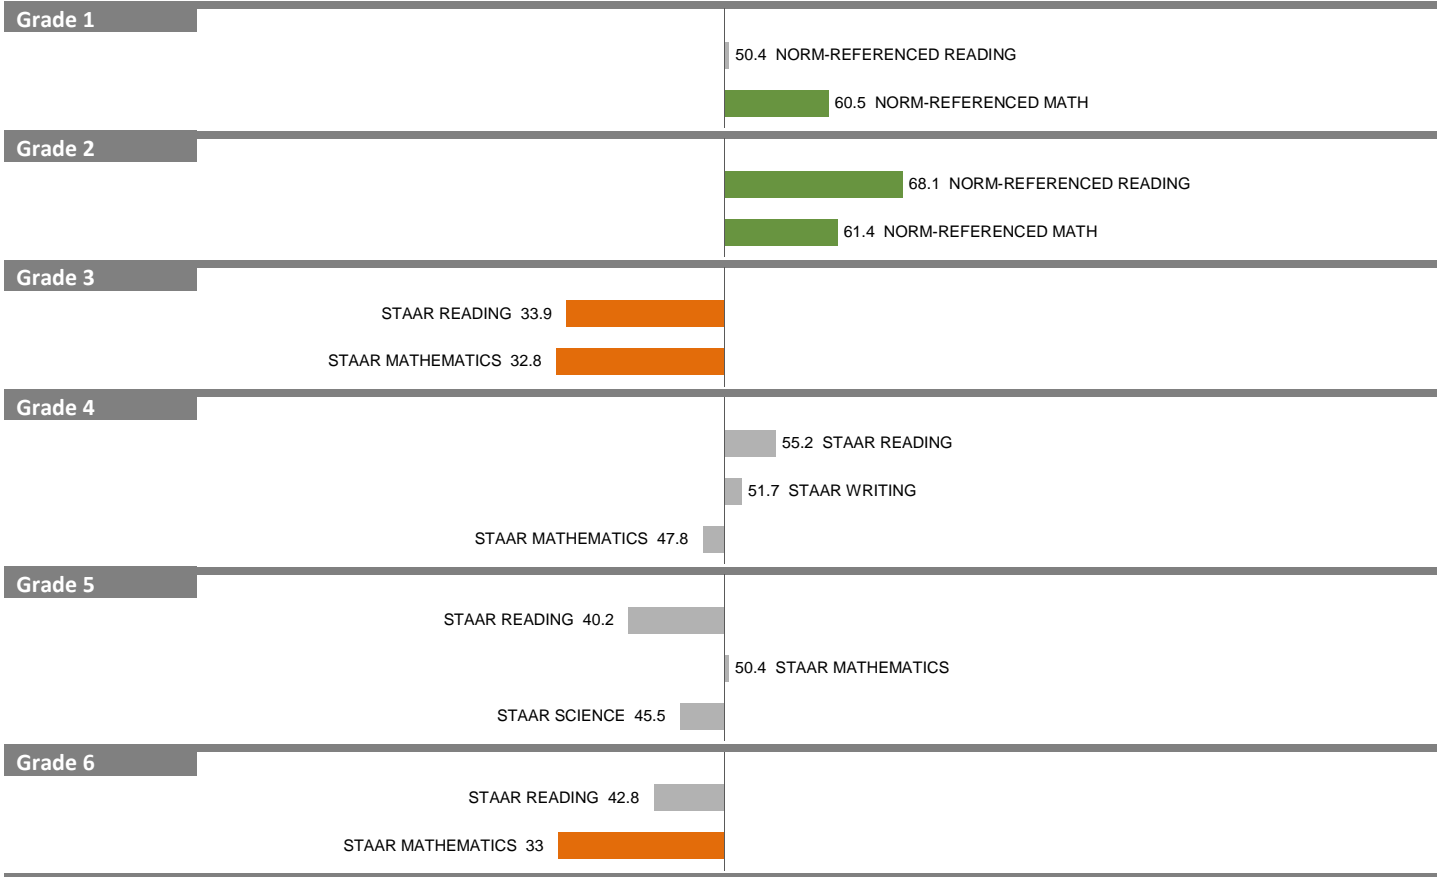 Grade 1
50.4 NORM-REFERENCED READING
60.5 NORM-REFERENCED MATH
Grade 2
68.1 NORM-REFERENCED READING
61.4 NORM-REFERENCED MATH
Grade 3
STAAR READING 33.9
STAAR MATHEMATICS 32.8
Grade 4
55.2 STAAR READING
51.7 STAAR WRITING
STAAR MATHEMATICS 47.8
Grade 5
STAAR READING 40.2
50.4 STAAR MATHEMATICS
STAAR SCIENCE 45.5
Grade 6
STAAR READING 42.8
STAAR MATHEMATICS 33